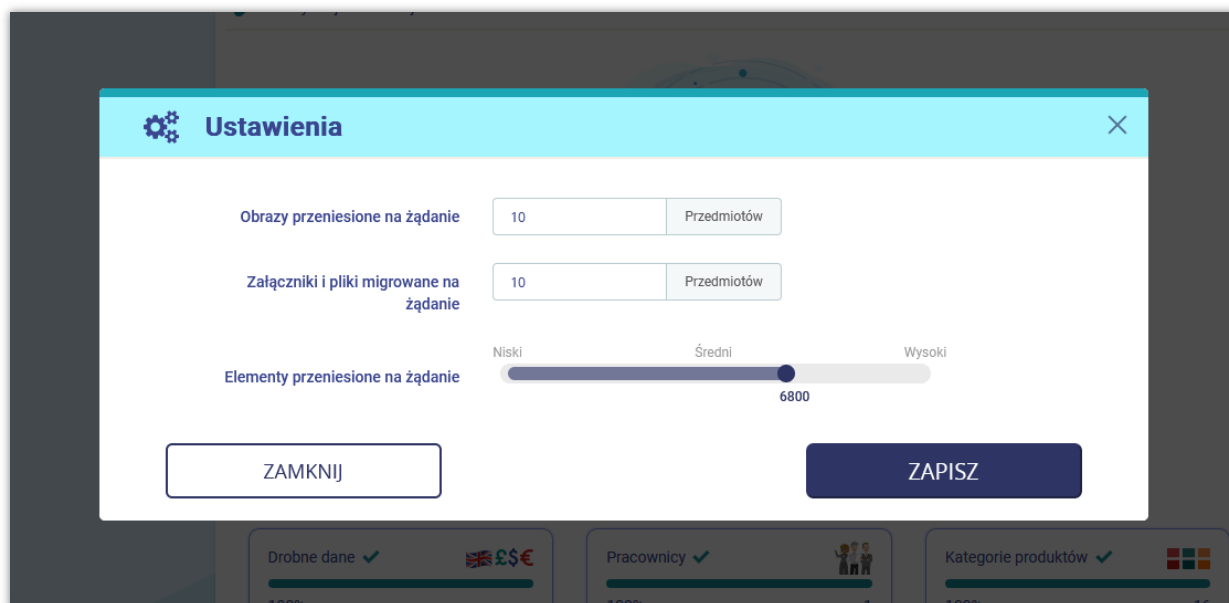 Ustawienia
Obrazy przeniesione na żądanie
10 Przedmiotów
Załączniki i pliki migrowane na
żądanie
10 Przedmiotów
Niski Średni Wysoki
Elementy przeniesione na żądanie
6800
ZAMKNIJ ZAPISZ
Drobne dane £$€ Pracownicy Kategorie produktów